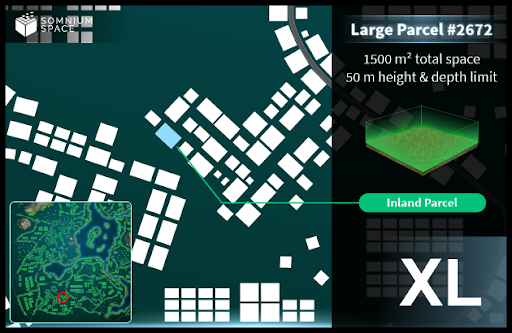 SOMNIUM
SPACE
Large Parcel #2672
1500 m² total space
50 m height & depth limit
Inland Parcel
XL